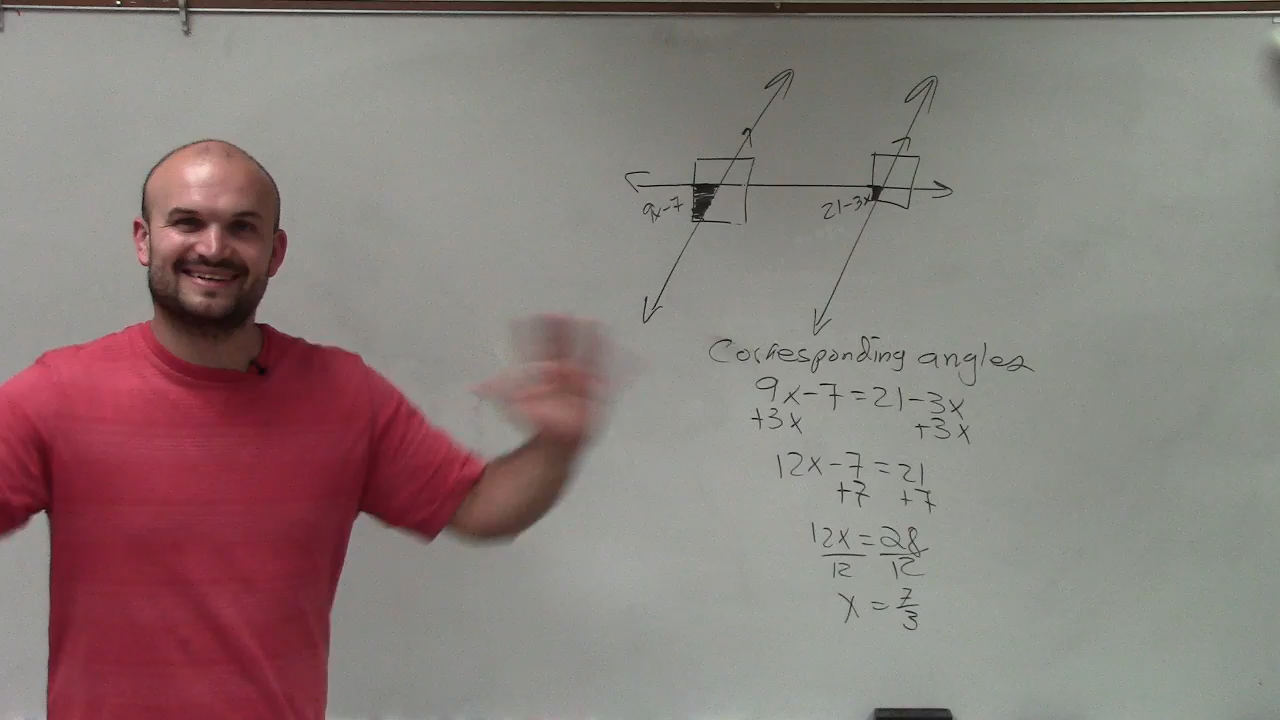 9x-7
21-3x
Corresponding angles
9x-7=21-3x
+3x +3x
12x-7=21
+7 +7
12x=28
12 12
x=7/3